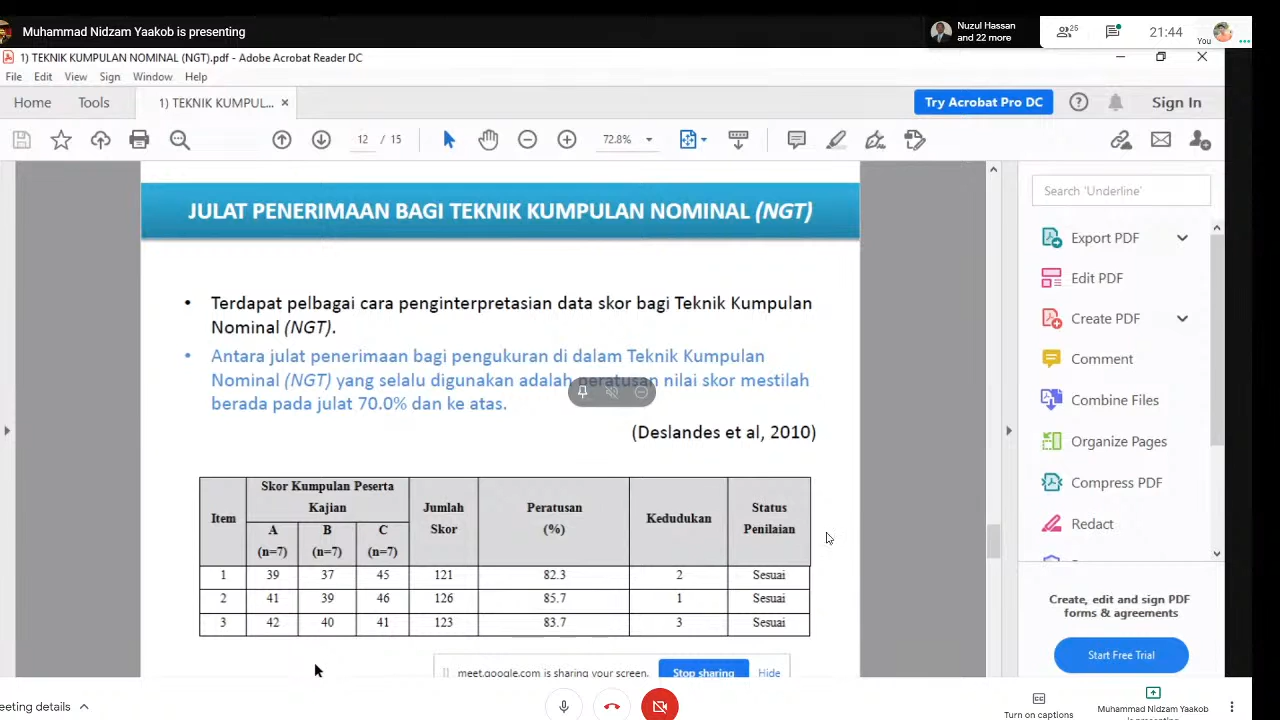 Muhammad Nidzam Yaakob is presenting
Nuzul Hassan
and 22 more
25
21:44
You
1) TEKNIK KUMPULAN NOMINAL (NGT).pdf - Adobe Acrobat Reader DC
File Edit View Sign Window Help
Home Tools 1) TEKNIK KUMPUL... ×
Try Acrobat Pro DC
Sign In
12 / 15
72.8%
JULAT PENERIMAAN BAGI TEKNIK KUMPULAN NOMINAL (NGT)
• Terdapat pelbagai cara penginterpretasian data skor bagi Teknik Kumpulan
Nominal (NGT).
• Antara julat penerimaan bagi pengukuran di dalam Teknik Kumpulan
Nominal (NGT) yang selalu digunakan adalah peratusan nilai skor mestilah
berada pada julat 70.0% dan ke atas.
(Deslandes et al, 2010)
Item
Skor Kumpulan Peserta
Kajian
A B C
(n=7) (n=7) (n=7)
Jumlah
Skor
Peratusan
(%)
Kedudukan
Status
Penilaian
1 39 37 45 121 82.3 2 Sesuai
2 41 39 46 126 85.7 1 Sesuai
3 42 40 41 123 83.7 3 Sesuai
Search 'Underline'
Export PDF
Edit PDF
Create PDF
Comment
Combine Files
Organize Pages
Compress PDF
Redact
Create, edit and sign PDF
forms & agreements
Start Free Trial
meet.google.com is sharing your screen.
Stop sharing
Hide
eeting details
Turn on captions
Muhammad Nidzam Yaakob